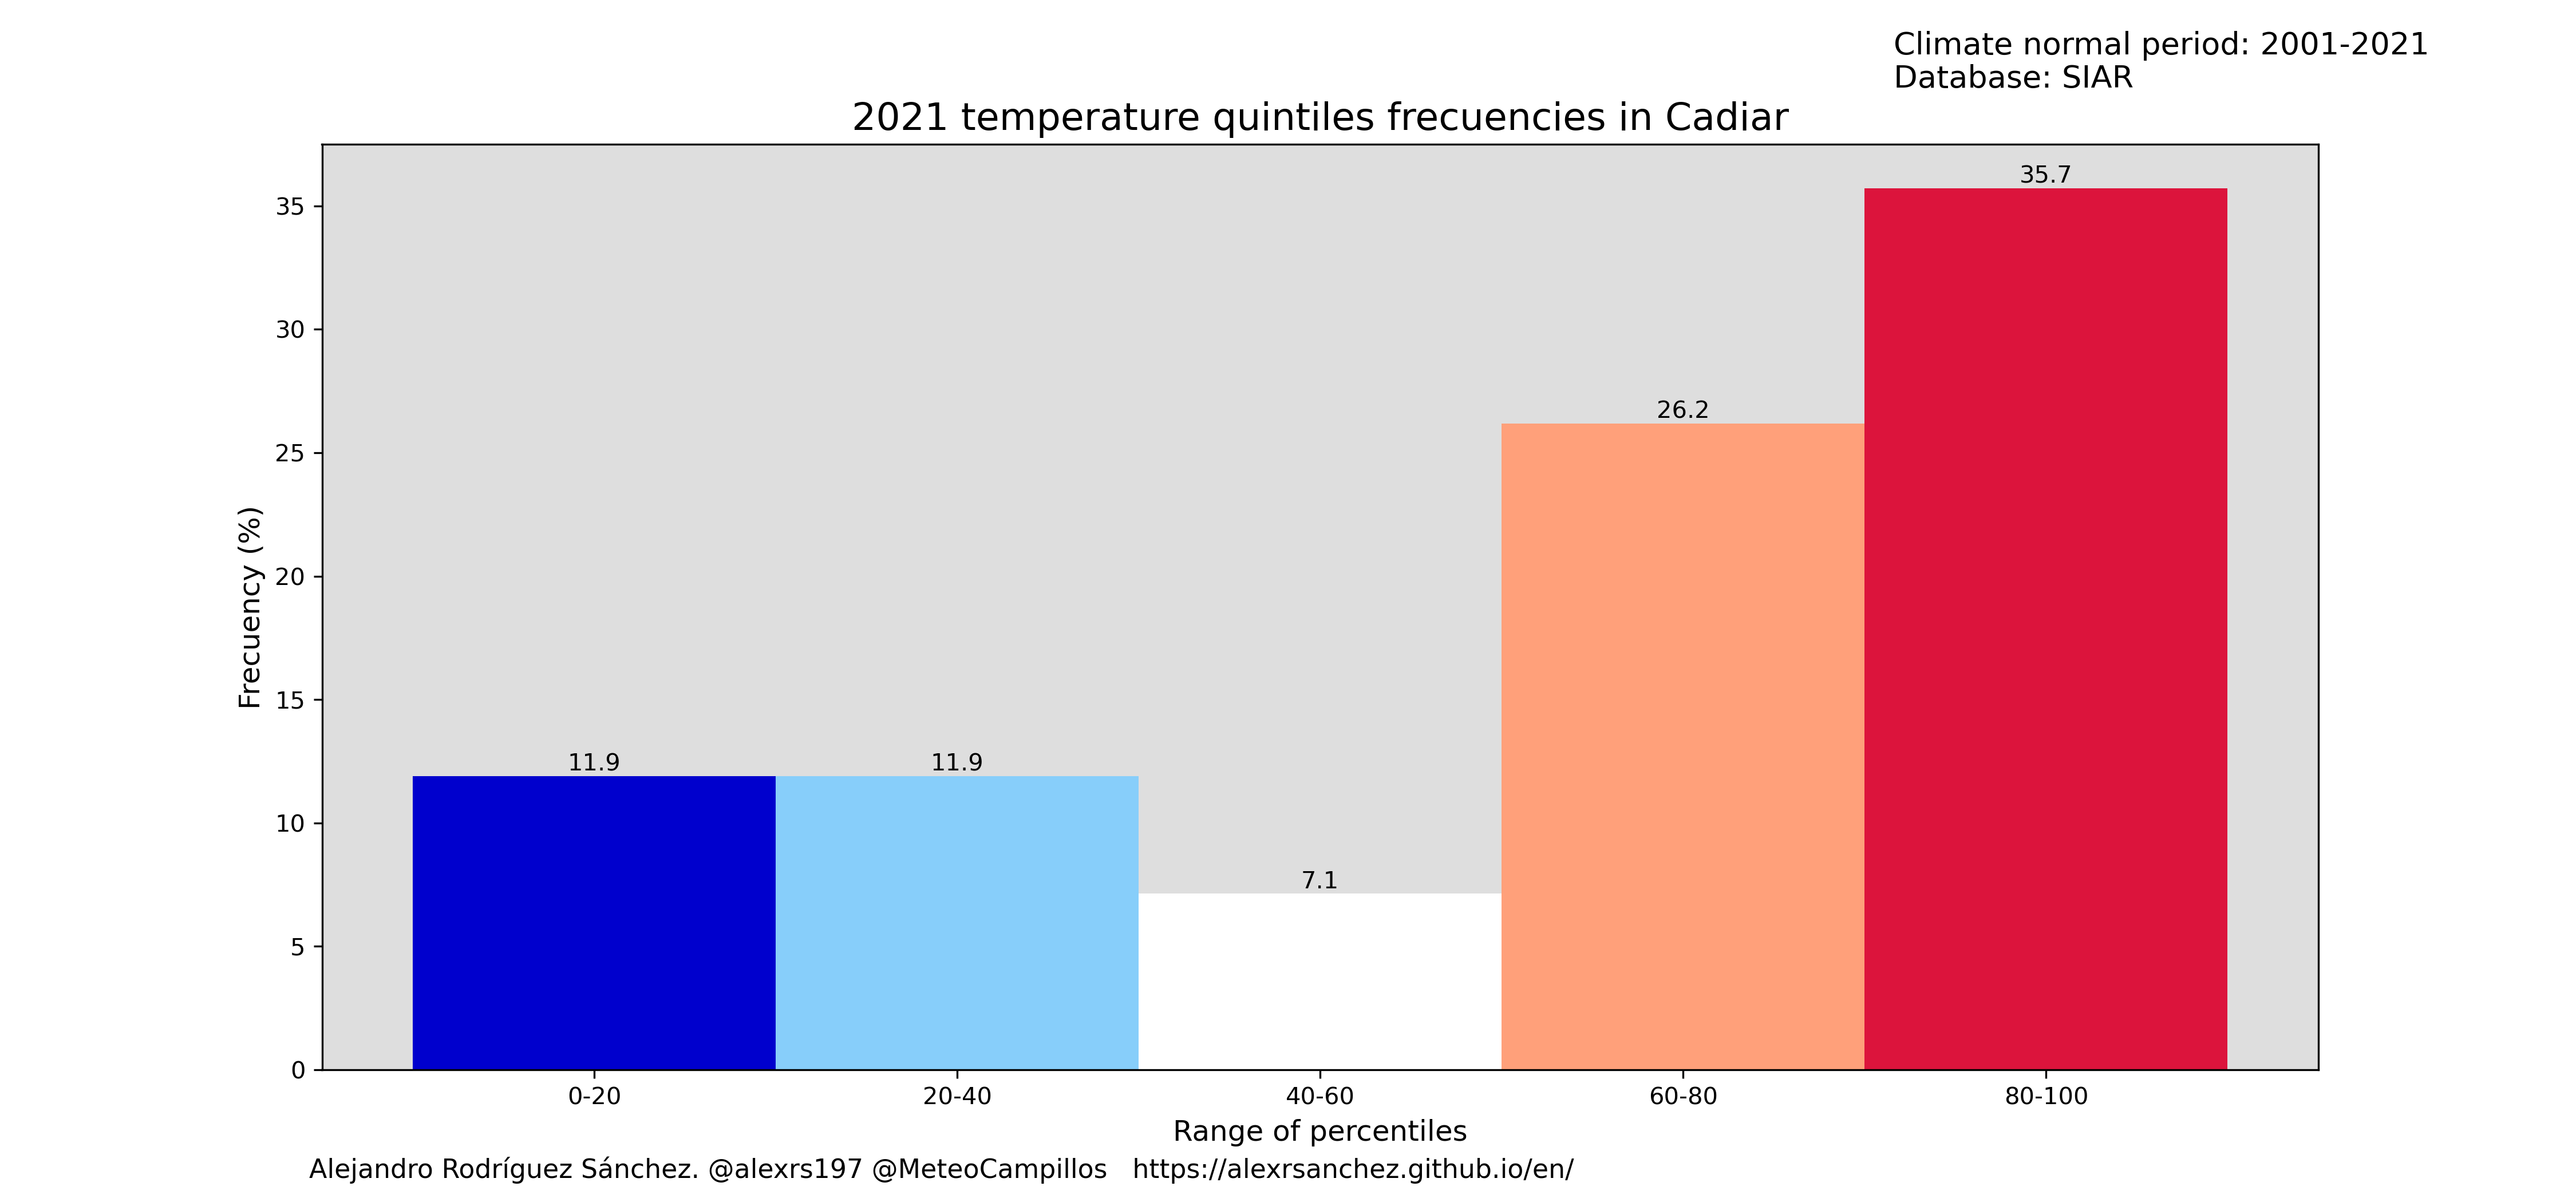 Climate normal period: 2001-2021
Database: SIAR
2021 temperature quintiles frecuencies in Cadiar
35.7
35
30
26.2
25
Frecuency (%)
20
15
11.9 11.9
10
7.1
5
0
0-20 20-40 40-60 60-80 80-100
Range of percentiles
Alejandro Rodríguez Sánchez. @alexrs197 @MeteoCampillos https://alexrsanchez.github.io/en/